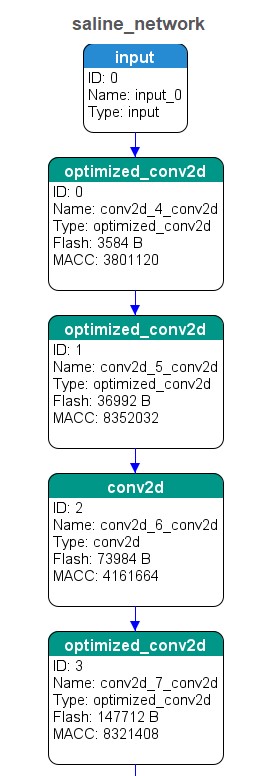 saline_network
input
ID: 0
Name: input_0
Type: input
optimized_conv2d
ID: 0
Name: conv2d_4_conv2d
Type: optimized_conv2d
Flash: 3584 B
MACC: 3801120
optimized_conv2d
ID: 1
Name: conv2d_5_conv2d
Type: optimized_conv2d
Flash: 36992 B
MACC: 8352032
conv2d
ID: 2
Name: conv2d_6_conv2d
Type: conv2d
Flash: 73984 B
MACC: 4161664
optimized_conv2d
ID: 3
Name: conv2d_7_conv2d
Type: optimized_conv2d
Flash: 147712 B
MACC: 8321408